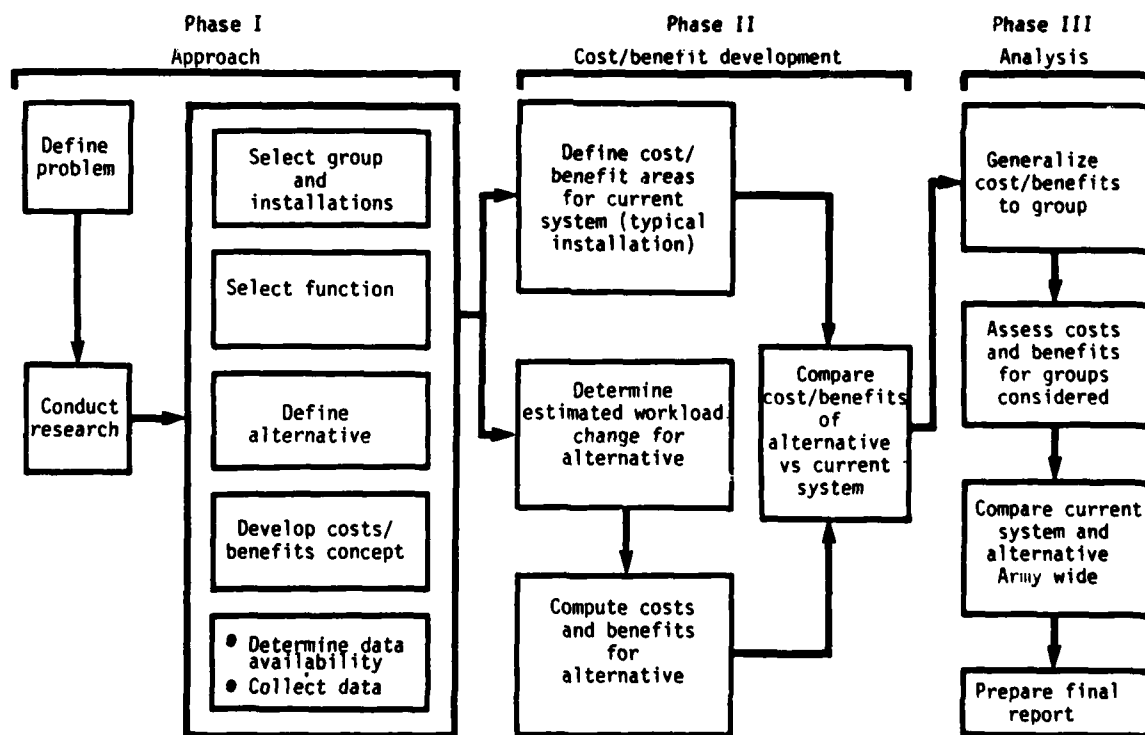 Phase I
Approach
Define
problem
Conduct
research
Select group
and
installations
Select function
Define
alternative
Develop costs/
benefits concept
● Determine data
availability
● Collect data
Phase II
Cost/benefit development
Define cost/
benefit areas
for current
system (typical
installation)
Determine
estimated workload
change for
alternative
Compute costs
and benefits
for
alternative
Compare
cost/benefits
of
alternative
vs current
system
Phase III
Analysis
Generalize
cost/benefits
to group
Assess costs
and benefits
for groups
considered
Compare current
system and
alternative
Army wide
Prepare final
report